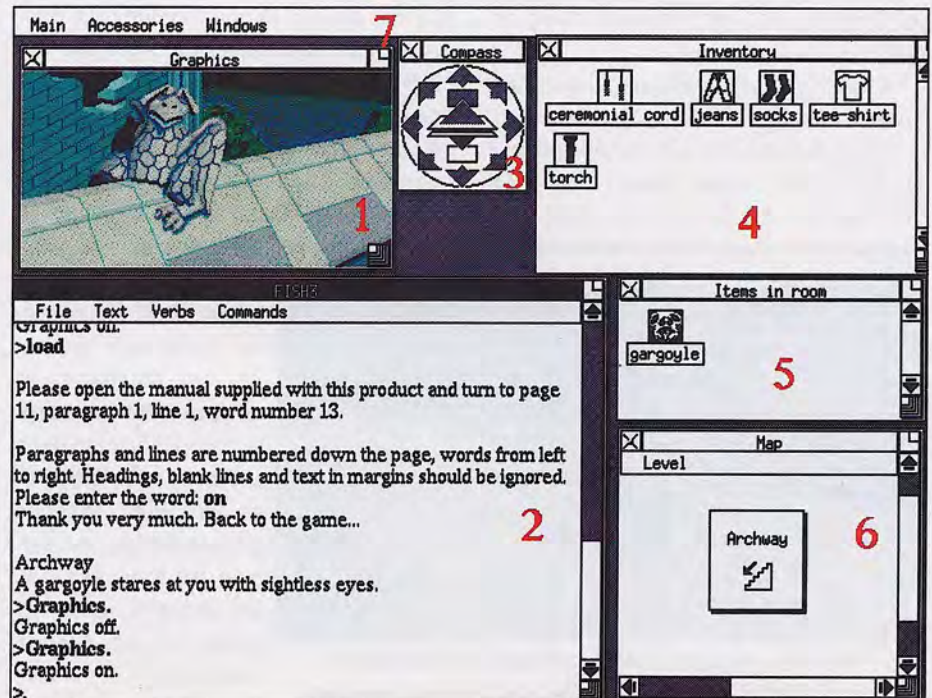 Main Accessories Windows
7
Graphics
1
Compass
3
Inventory
ceremonial cord jeans socks tee-shirt
torch
4
FISH3
File Text Verbs Commands
Graphics on.
>load
Please open the manual supplied with this product and turn to page
11, paragraph 1, line 1, word number 13.
Paragraphs and lines are numbered down the page, words from left
to right. Headings, blank lines and text in margins should be ignored.
Please enter the word: on
Thank you very much. Back to the game...
Archway
A gargoyle stares at you with sightless eyes.
>Graphics.
Graphics off.
>Graphics.
Graphics on.
>.
2
Items in room
gargoyle
5
Map
Level
Archway
6